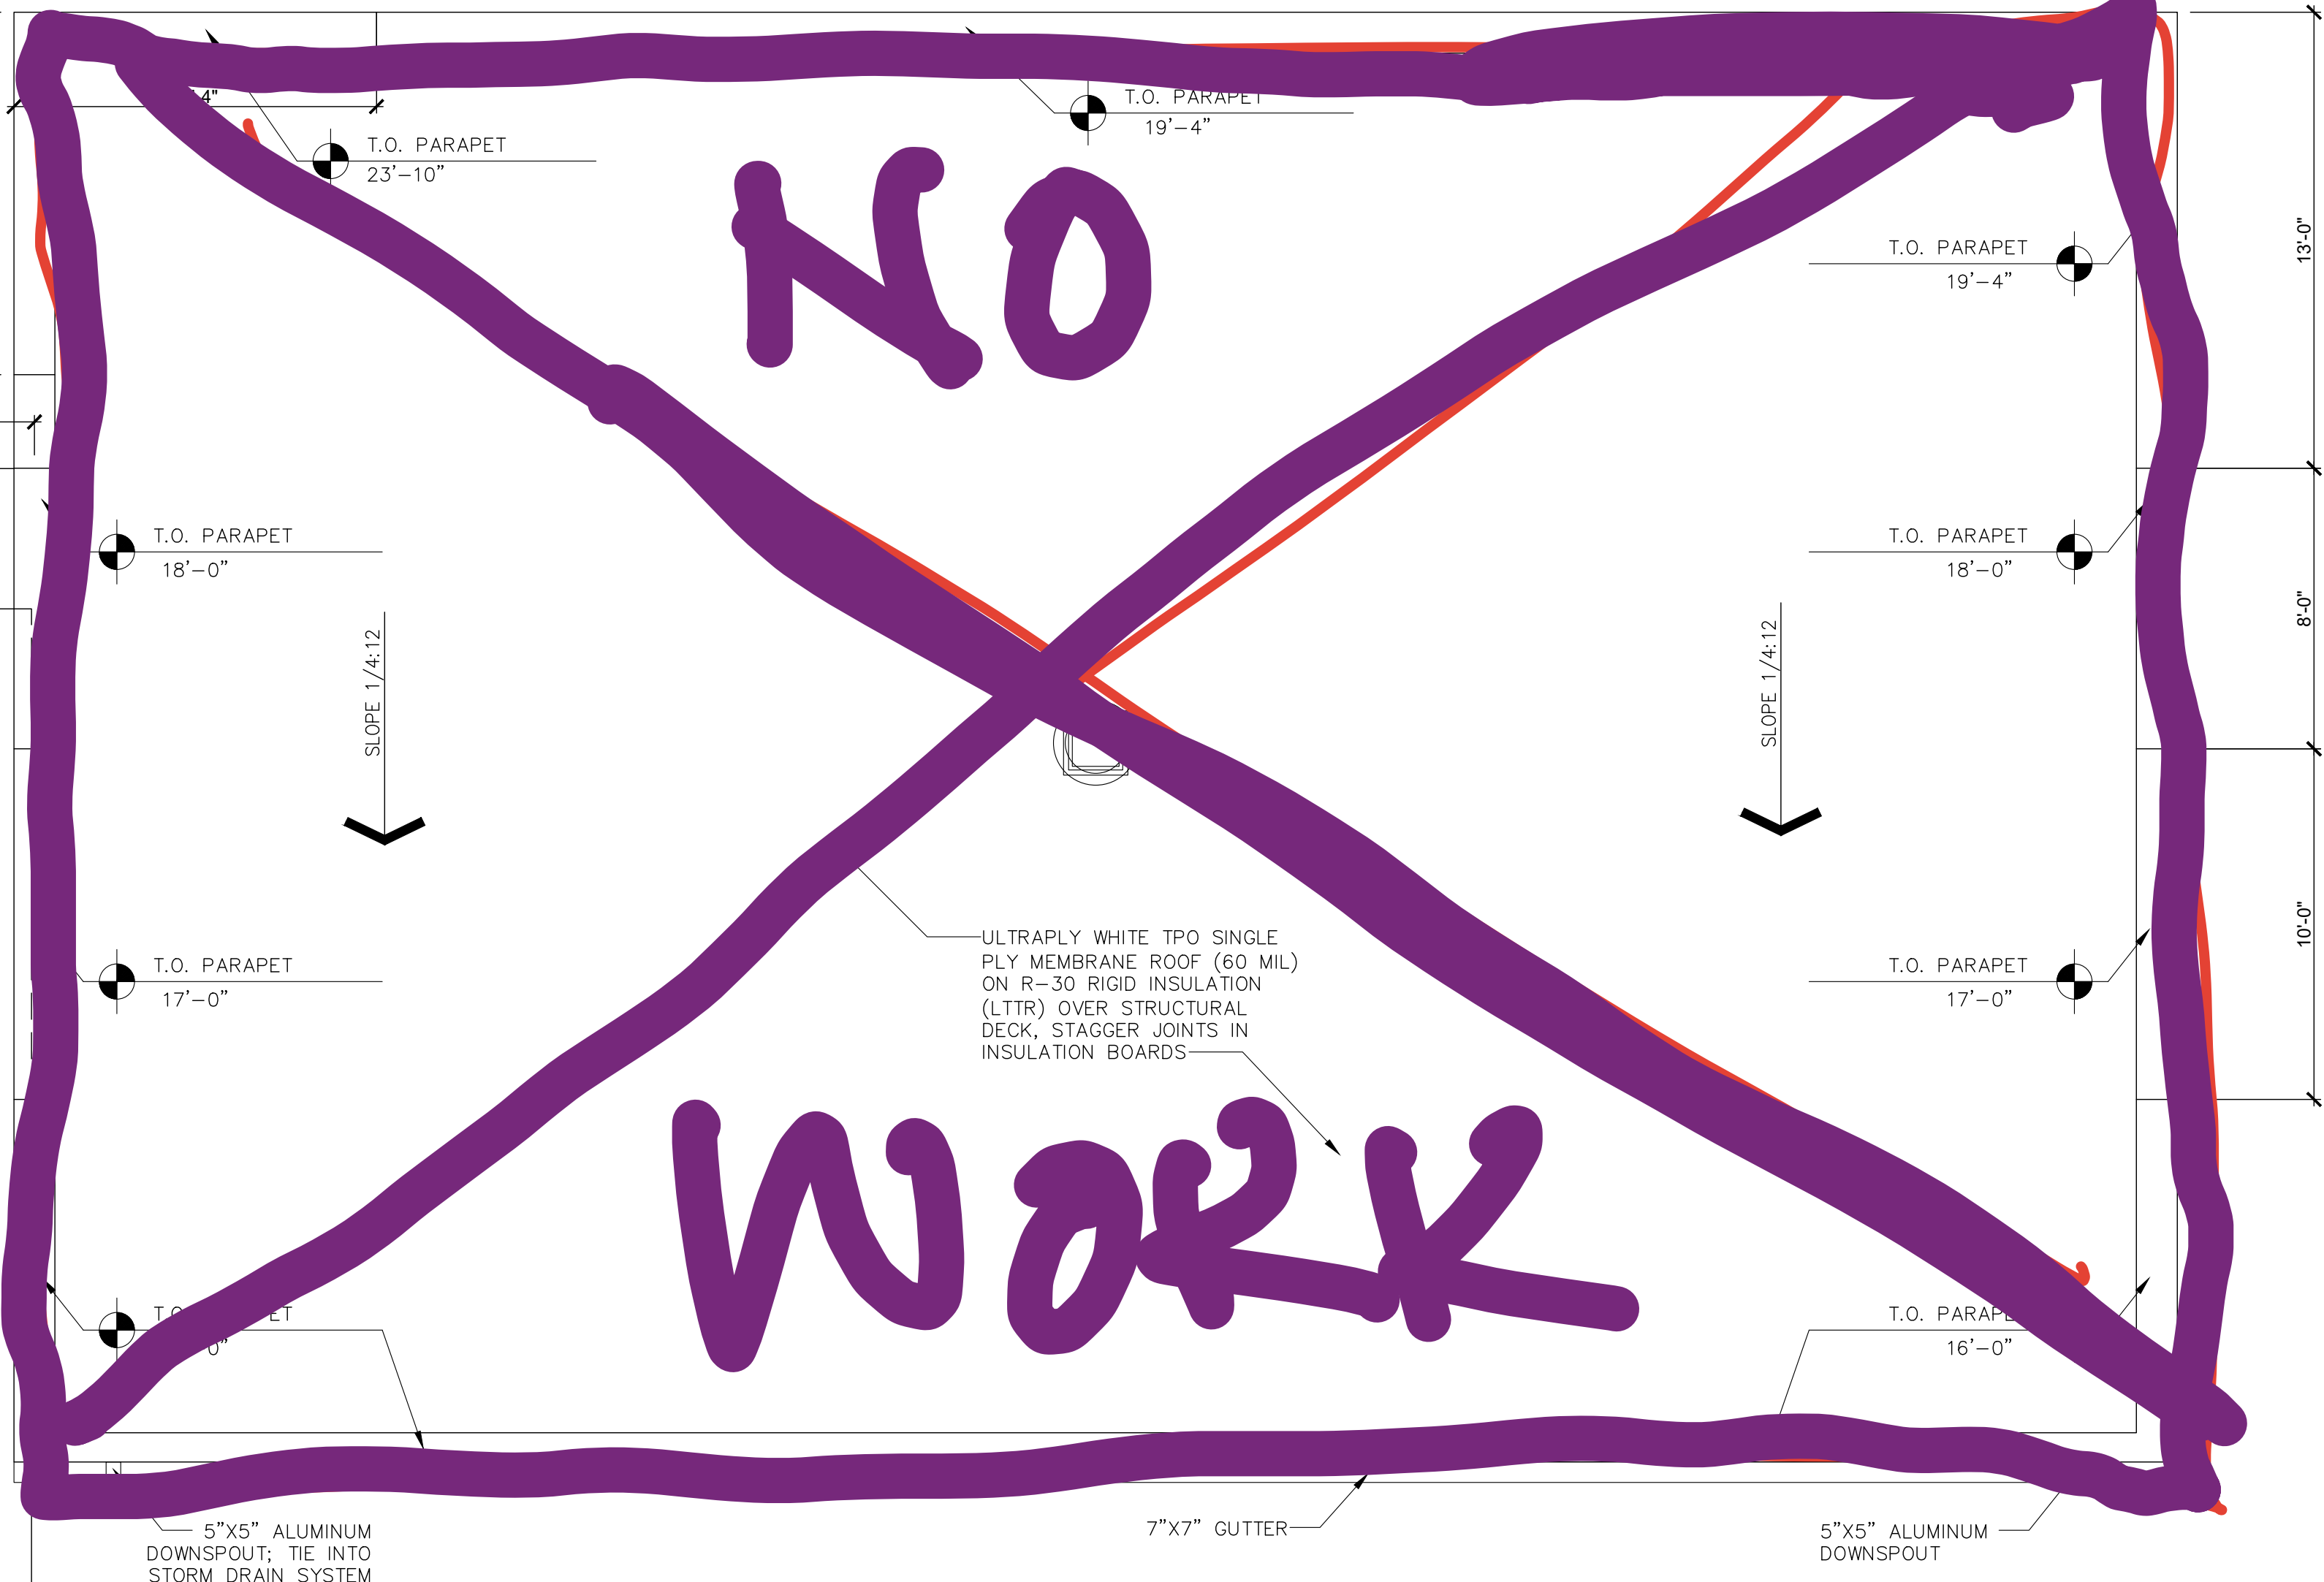 4"
T.O. PARAPET
19'-4"
T.O. PARAPET
23'-10"
NO
T.O. PARAPET
19'-4"
13'-0"
T.O. PARAPET
18'-0"
T.O. PARAPET
18'-0"
SLOPE 1/4:12
SLOPE 1/4:12
8'-0"
ULTRAPLY WHITE TPO SINGLE
PLY MEMBRANE ROOF (60 MIL)
ON R-30 RIGID INSULATION
(LTTR) OVER STRUCTURAL
DECK, STAGGER JOINTS IN
INSULATION BOARDS
T.O. PARAPET
17'-0"
T.O. PARAPET
17'-0"
10'-0"
WORK
T.O. PARAPET
16'-0"
5"X5" ALUMINUM
DOWNSPOUT; TIE INTO
STORM DRAIN SYSTEM
7"X7" GUTTER
5"X5" ALUMINUM
DOWNSPOUT